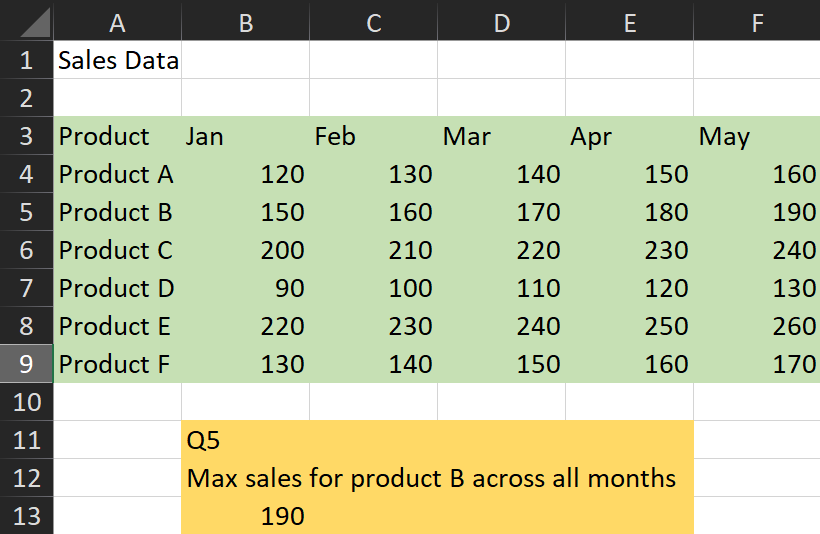 A B C D E F
1 Sales Data
2
3 Product Jan Feb Mar Apr May
4 Product A 120 130 140 150 160
5 Product B 150 160 170 180 190
6 Product C 200 210 220 230 240
7 Product D 90 100 110 120 130
8 Product E 220 230 240 250 260
9 Product F 130 140 150 160 170
10
11 Q5
12 Max sales for product B across all months
13 190